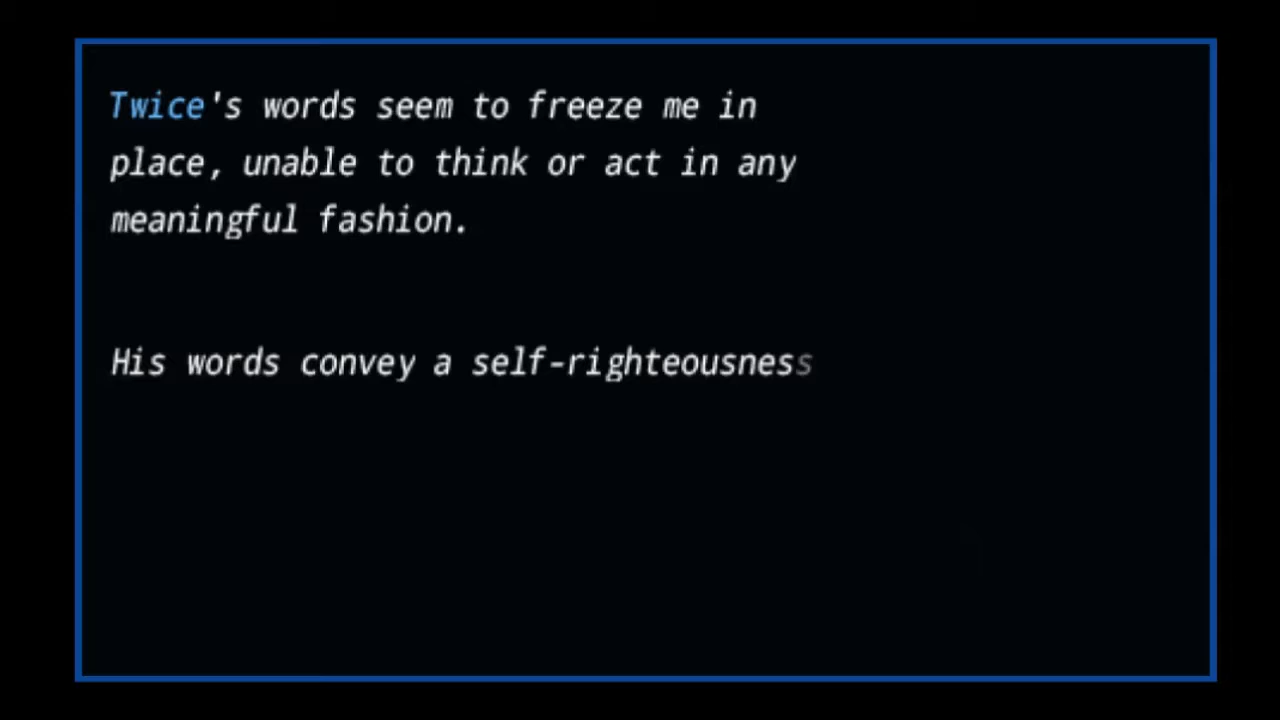 Twice's words seem to freeze me in
place, unable to think or act in any
meaningful fashion.
His words convey a self-righteousness